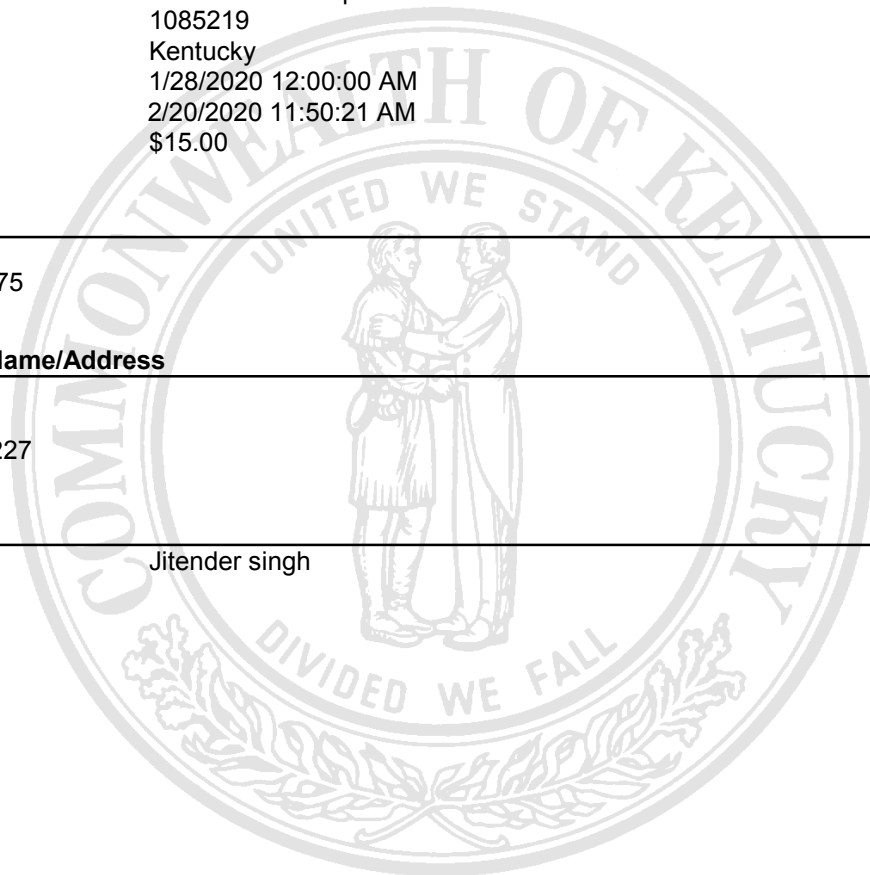 1085219
Kentucky
1/28/2020 12:00:00 AM
2/20/2020 11:50:21 AM
$15.00
75
Name/Address
227
Jitender singh
COMMONWEALTH OF KENTUCKY
UNITED WE STAND
DIVIDED WE FALL